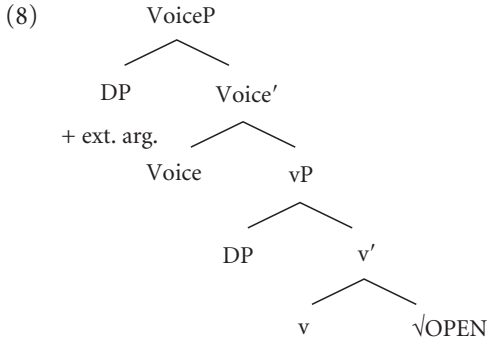 (8) VoiceP
DP Voice′
+ ext. arg.
Voice vP
DP v′
v √OPEN